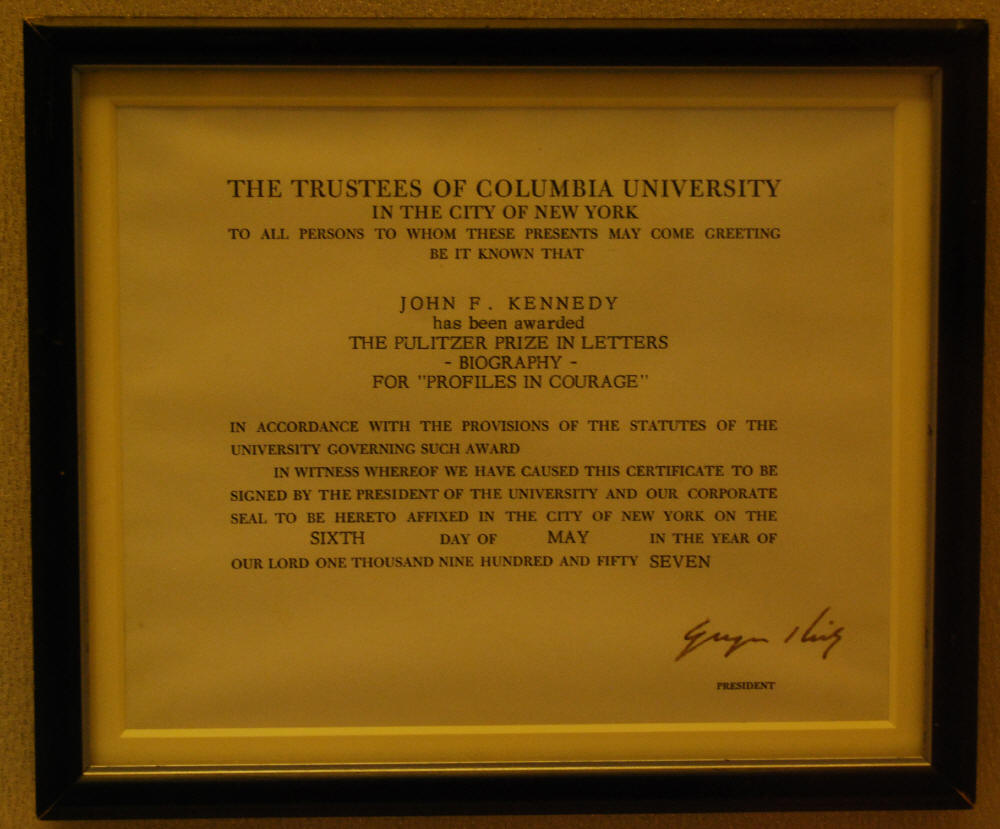 THE TRUSTEES OF COLUMBIA UNIVERSITY
IN THE CITY OF NEW YORK
TO ALL PERSONS TO WHOM THESE PRESENTS MAY COME GREETING
BE IT KNOWN THAT
JOHN F. KENNEDY
has been awarded
THE PULITZER PRIZE IN LETTERS
- BIOGRAPHY -
FOR "PROFILES IN COURAGE"
IN ACCORDANCE WITH THE PROVISIONS OF THE STATUTES OF THE
UNIVERSITY GOVERNING SUCH AWARD
IN WITNESS WHEREOF WE HAVE CAUSED THIS CERTIFICATE TO BE
SIGNED BY THE PRESIDENT OF THE UNIVERSITY AND OUR CORPORATE
SEAL TO BE HERETO AFFIXED IN THE CITY OF NEW YORK ON THE
SIXTH DAY OF MAY IN THE YEAR OF
OUR LORD ONE THOUSAND NINE HUNDRED AND FIFTY SEVEN
PRESIDENT